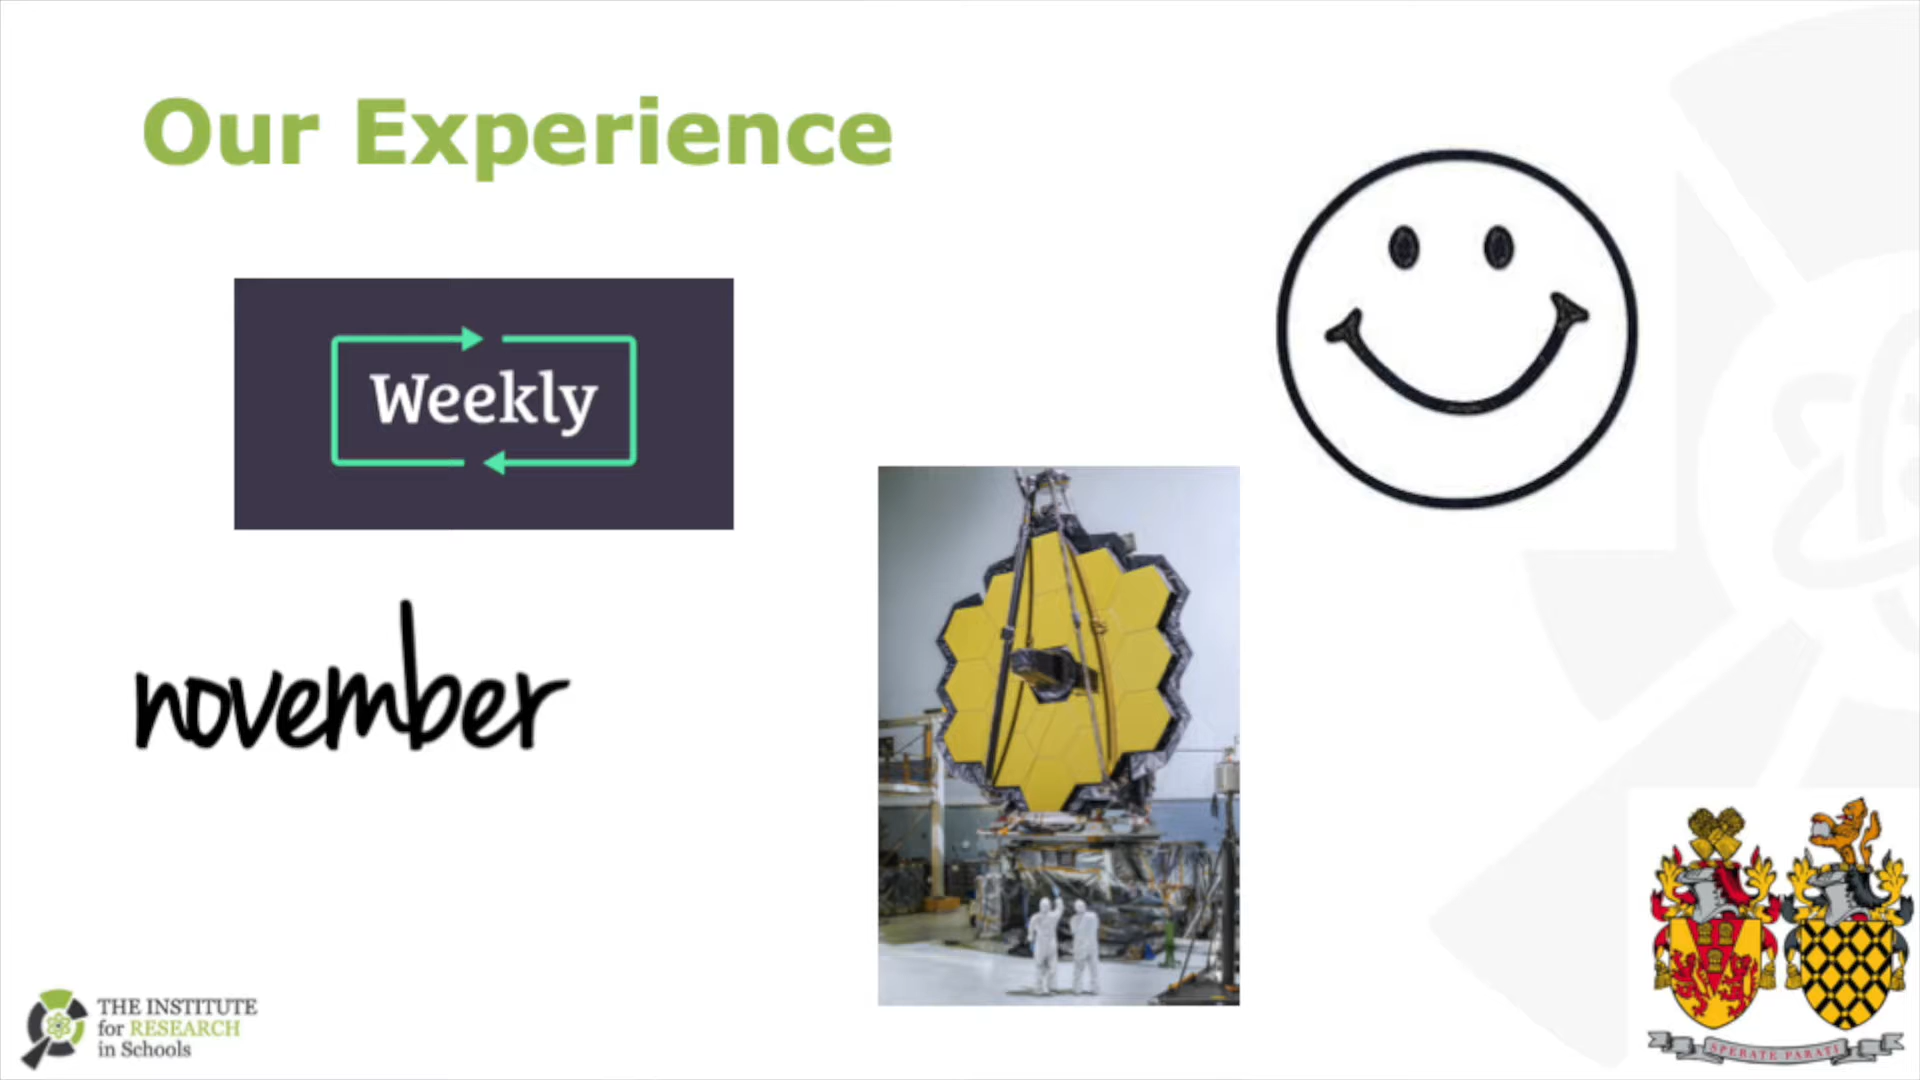 Our Experience
Weekly
november
THE INSTITUTE
for RESEARCH
in Schools
SPERATE PARATI